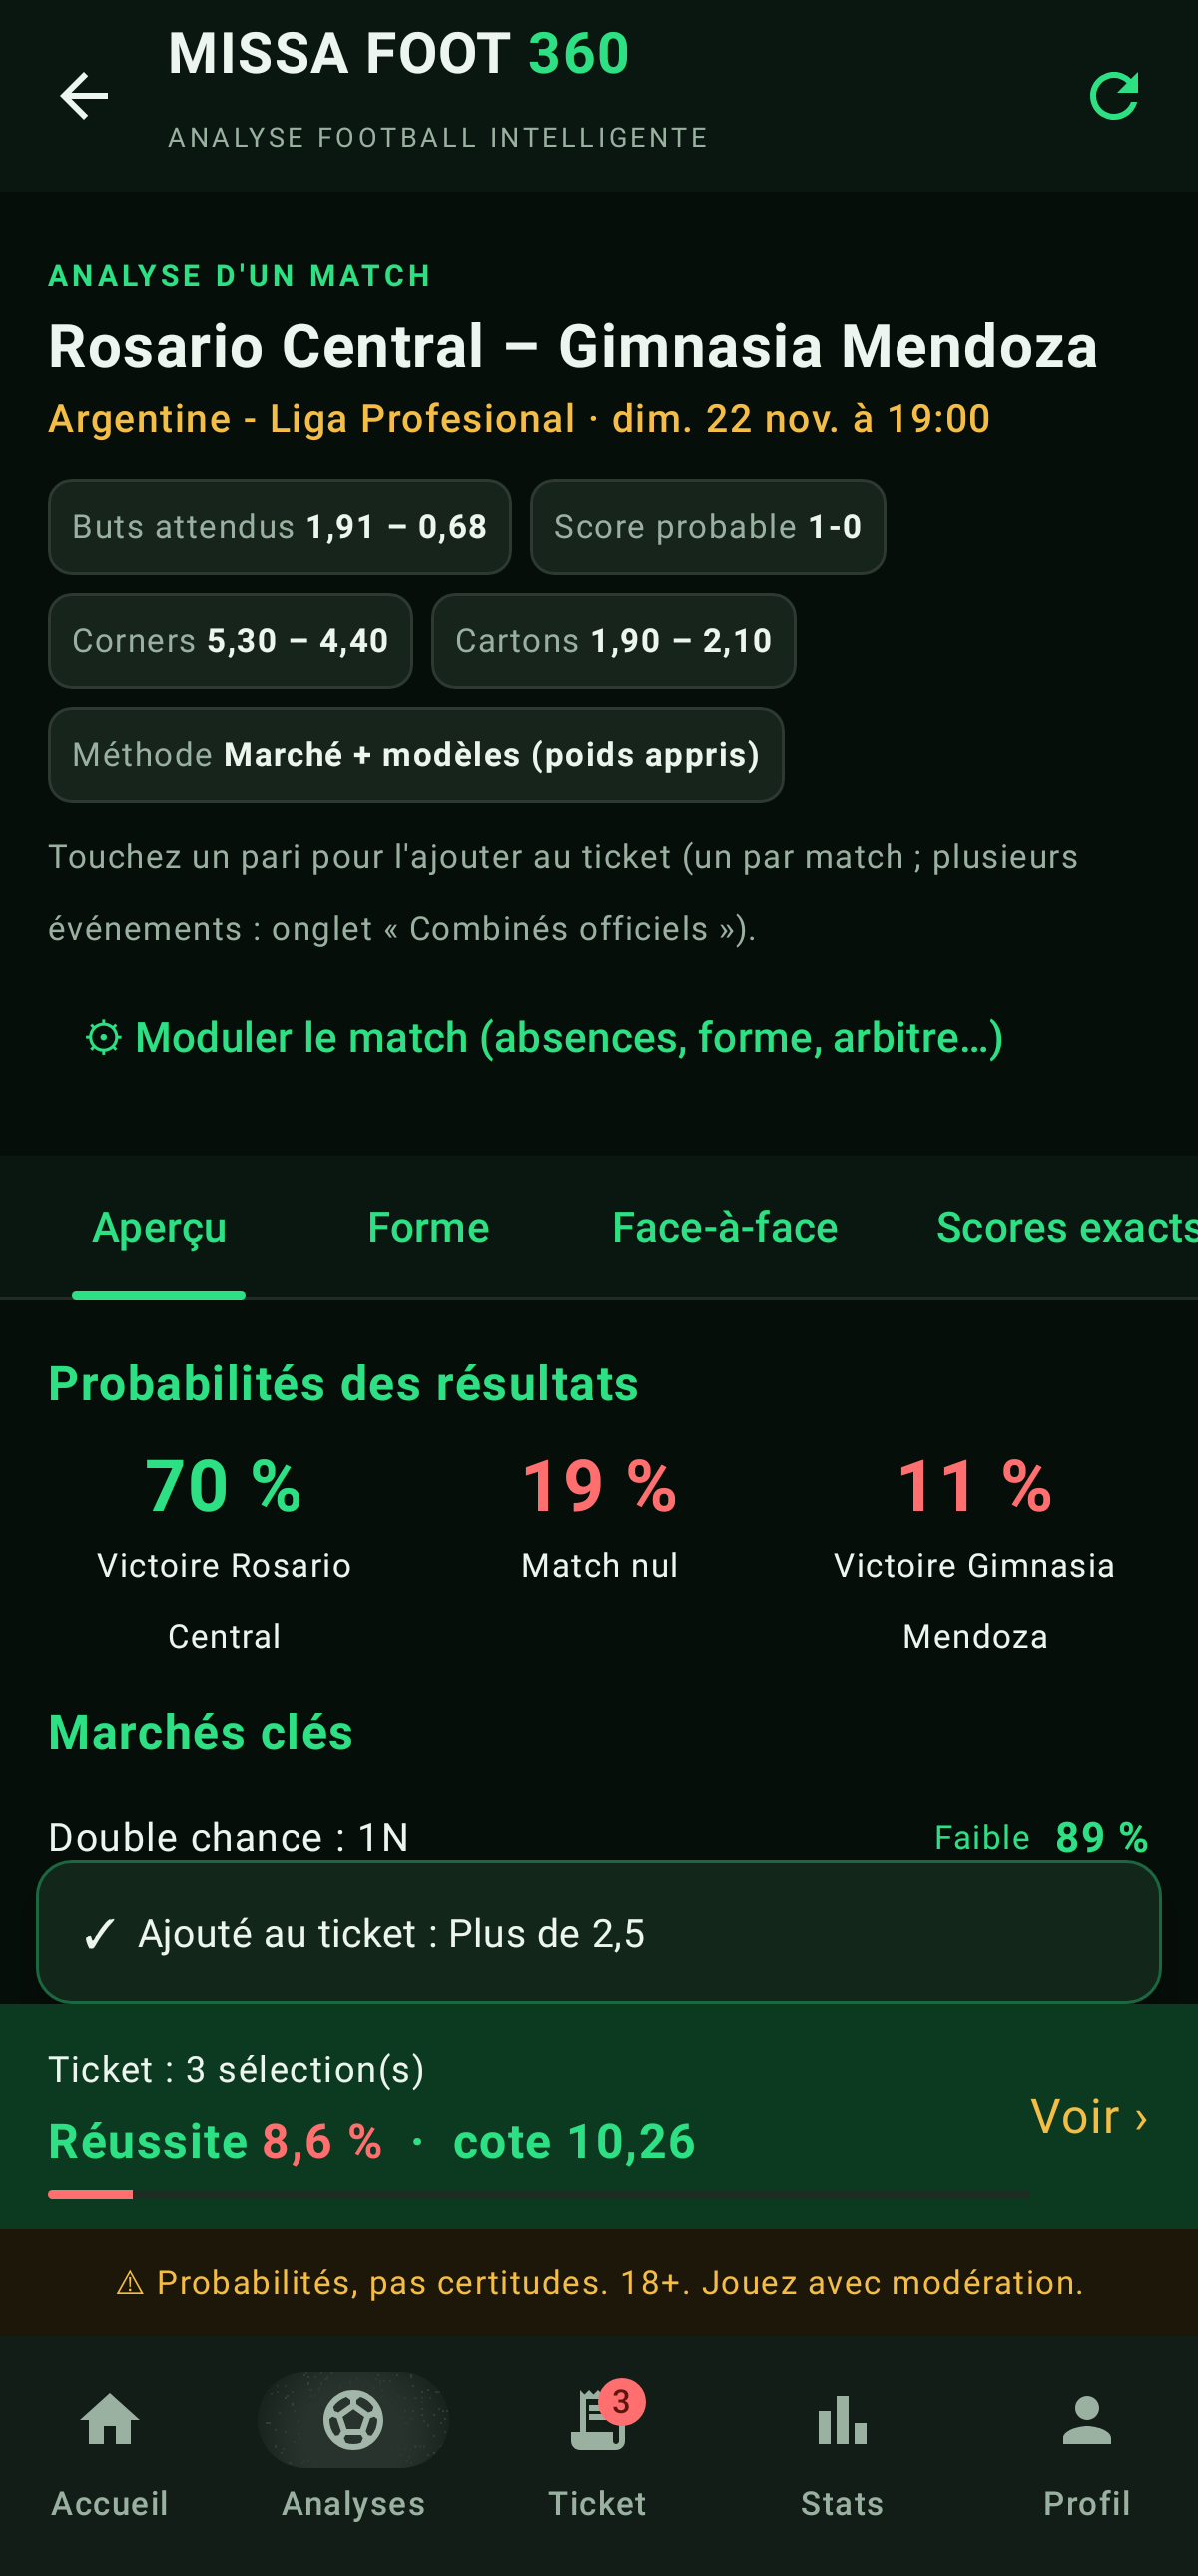 MISSA FOOT 360
ANALYSE FOOTBALL INTELLIGENTE
ANALYSE D'UN MATCH
Rosario Central – Gimnasia Mendoza
Argentine - Liga Profesional · dim. 22 nov. à 19:00
Buts attendus 1,91 – 0,68
Score probable 1-0
Corners 5,30 – 4,40
Cartons 1,90 – 2,10
Méthode Marché + modèles (poids appris)
Touchez un pari pour l'ajouter au ticket (un par match ; plusieurs
événements : onglet « Combinés officiels »).
Moduler le match (absences, forme, arbitre…)
Aperçu
Forme
Face-à-face
Scores exacts
Probabilités des résultats
70 %
19 %
11 %
Victoire Rosario
Central
Match nul
Victoire Gimnasia
Mendoza
Marchés clés
Double chance : 1N
Faible 89 %
✓ Ajouté au ticket : Plus de 2,5
Ticket : 3 sélection(s)
Réussite 8,6 % · cote 10,26
Voir ›
⚠ Probabilités, pas certitudes. 18+. Jouez avec modération.
3
Accueil
Analyses
Ticket
Stats
Profil